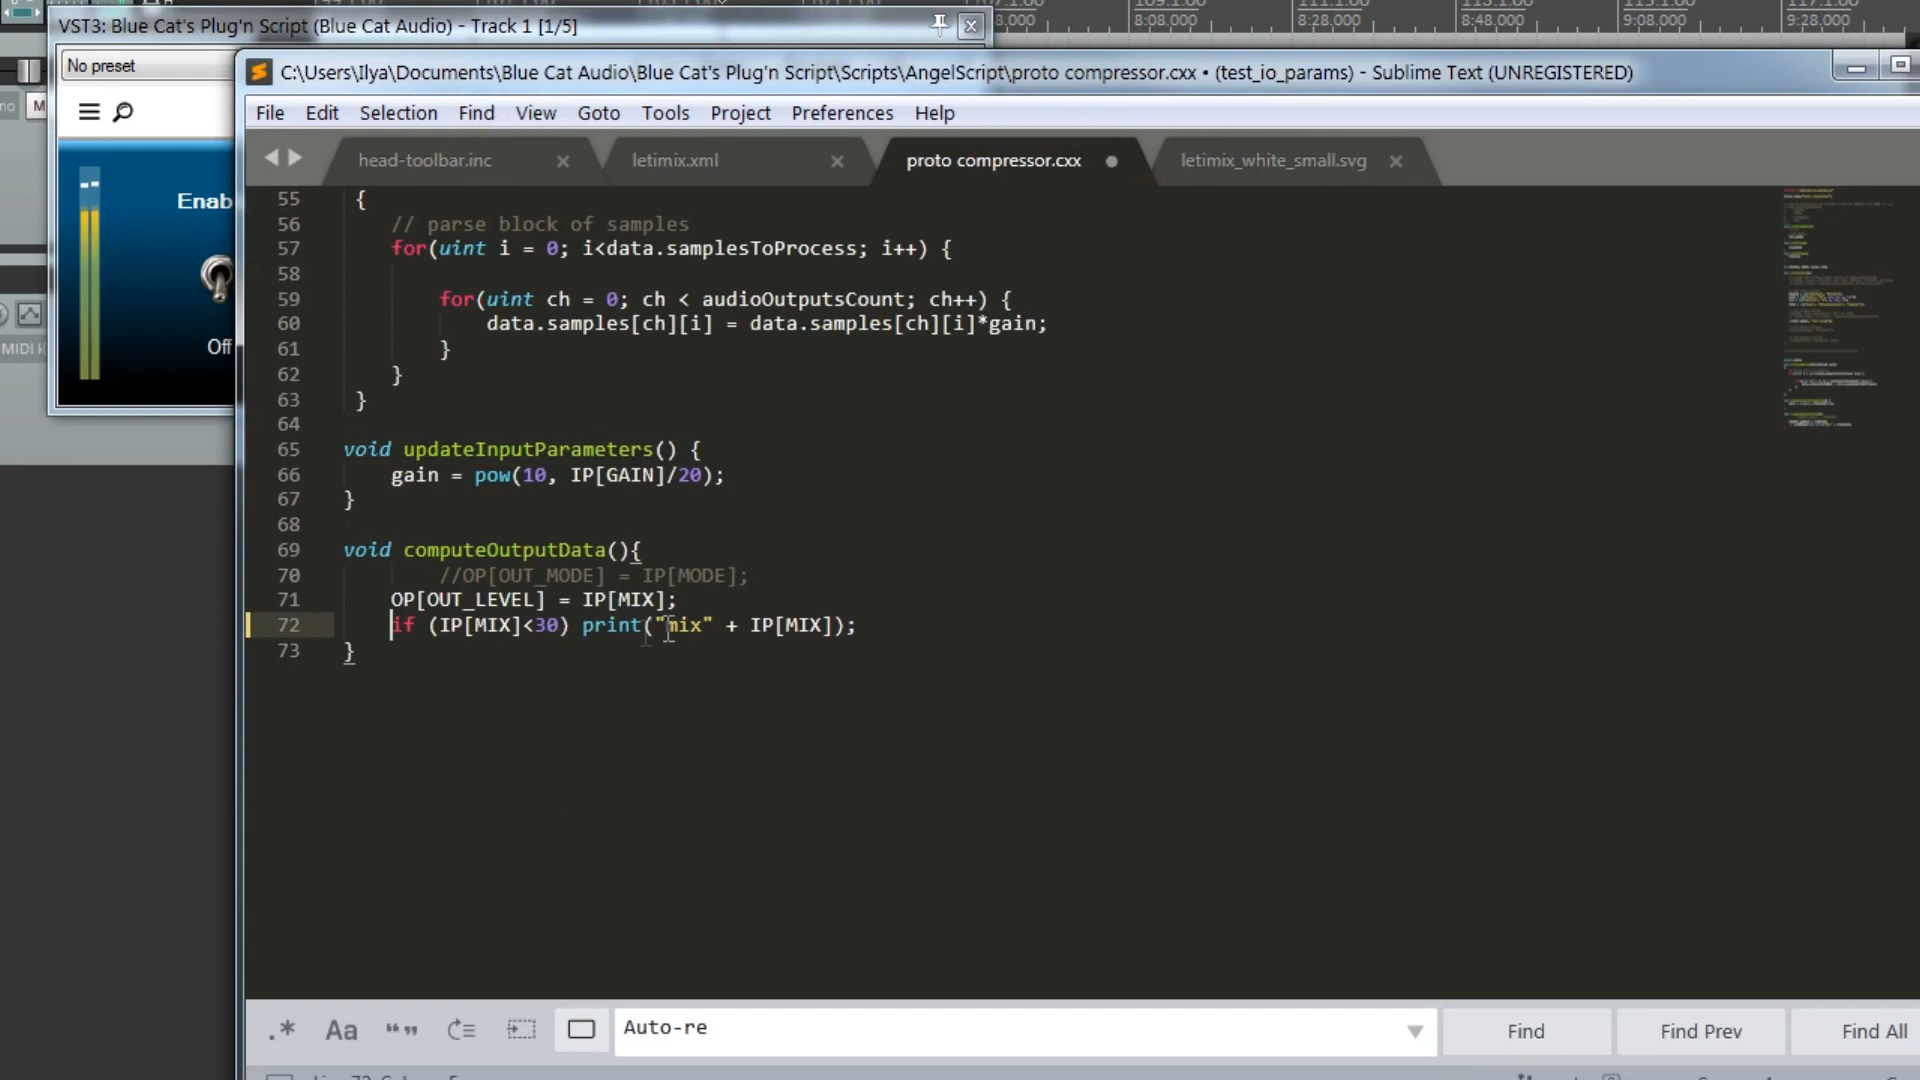 VST3: Blue Cat's Plug'n Script (Blue Cat Audio) - Track 1 [1/5]
8:08.000
8:28.000
8:48.000
9:08.000
9:28.000
No preset
C:\Users\Ilya\Documents\Blue Cat Audio\Blue Cat's Plug'n Script\Scripts\AngelScript\proto compressor.cxx • (test_io_params) - Sublime Text (UNREGISTERED)
File Edit Selection Find View Goto Tools Project Preferences Help
head-toolbar.inc
letimix.xml
proto compressor.cxx
letimix_white_small.svg
Enab
Off
MIDI
M
55 {
56 // parse block of samples
57 for(uint i = 0; i<data.samplesToProcess; i++) {
58
59 for(uint ch = 0; ch < audioOutputsCount; ch++) {
60 data.samples[ch][i] = data.samples[ch][i]*gain;
61 }
62 }
63 }
64
65 void updateInputParameters() {
66 gain = pow(10, IP[GAIN]/20);
67 }
68
69 void computeOutputData(){
70 //OP[OUT_MODE] = IP[MODE];
71 OP[OUT_LEVEL] = IP[MIX];
72 if (IP[MIX]<30) print("mix" + IP[MIX]);
73 }
.* Aa “ ”
Auto-re
Find
Find Prev
Find All